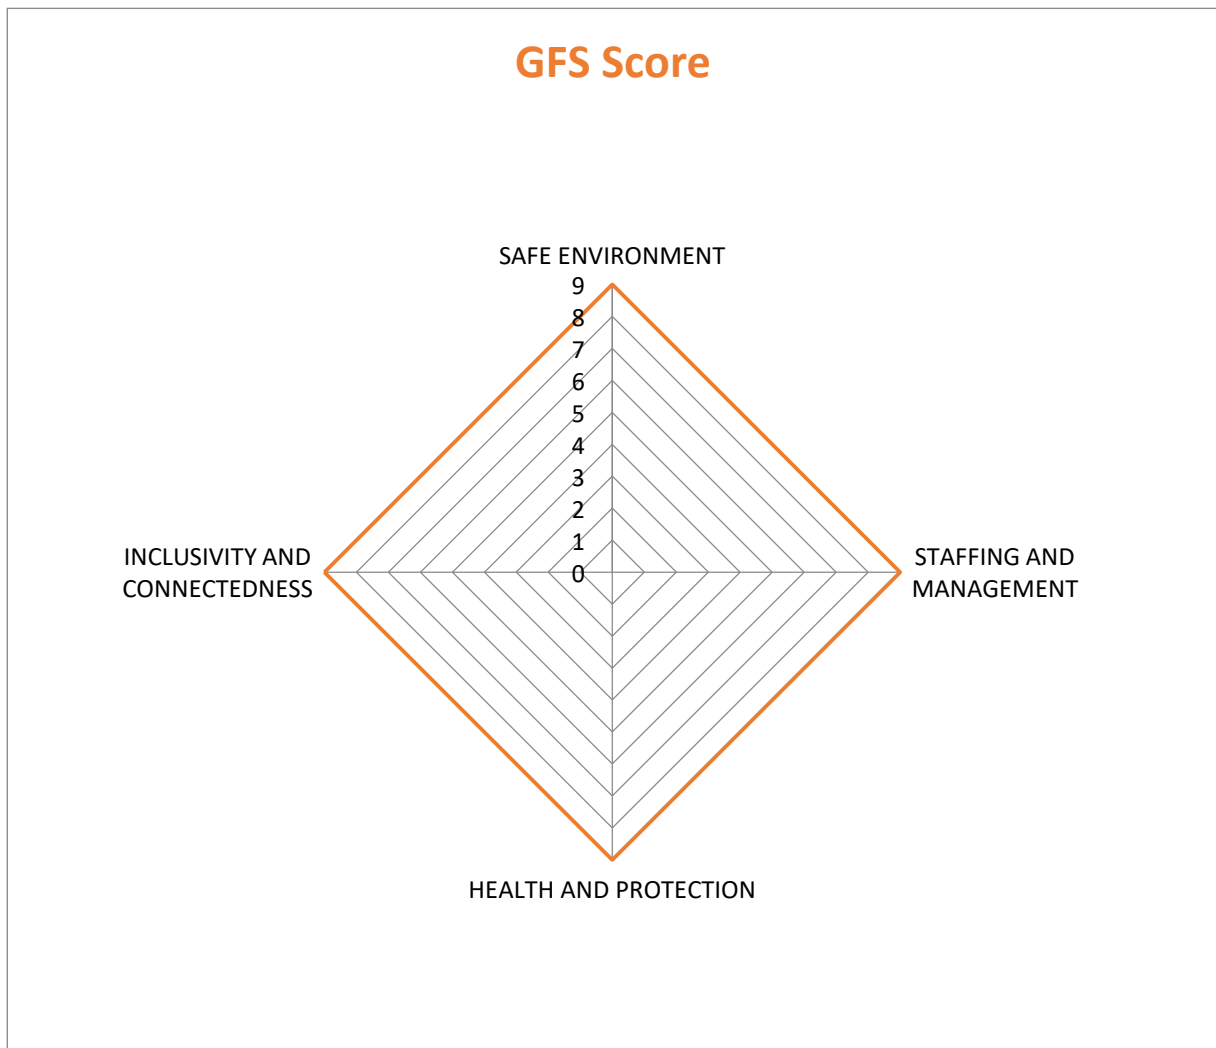 GFS Score
SAFE ENVIRONMENT
9
8
7
6
5
4
3
2
1
0
INCLUSIVITY AND
CONNECTEDNESS
STAFFING AND
MANAGEMENT
HEALTH AND PROTECTION